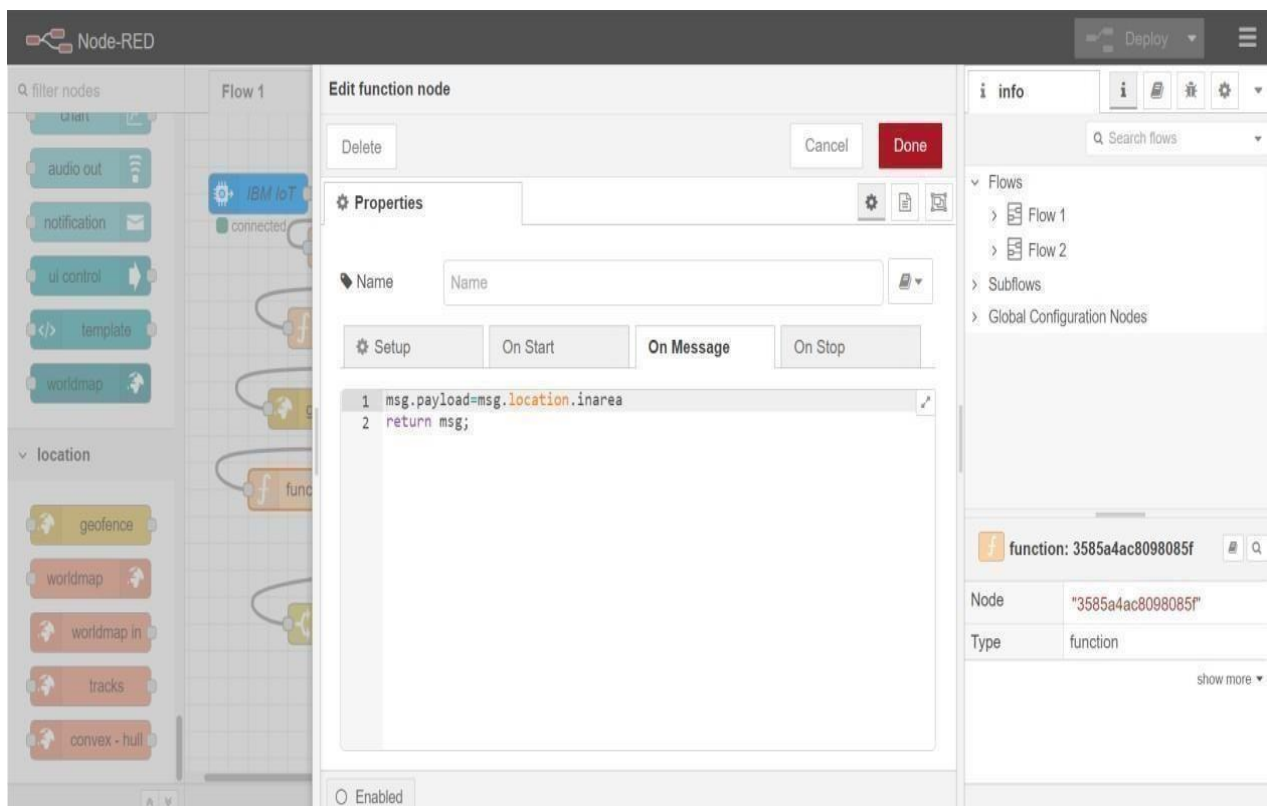 Node-RED
Deploy
filter nodes
chart
audio out
notification
ui control
</> template
worldmap
location
geofence
worldmap
worldmap in
tracks
convex - hull
Flow 1
IBM IoT
connected
g
f
f func
Edit function node
Delete
Cancel
Done
Properties
Name
Name
Setup
On Start
On Message
On Stop
1 msg.payload=msg.location.inarea
2 return msg;
Enabled
i info
i
Search flows
Flows
Flow 1
Flow 2
Subflows
Global Configuration Nodes
f function: 3585a4ac8098085f
Node "3585a4ac8098085f"
Type function
show more